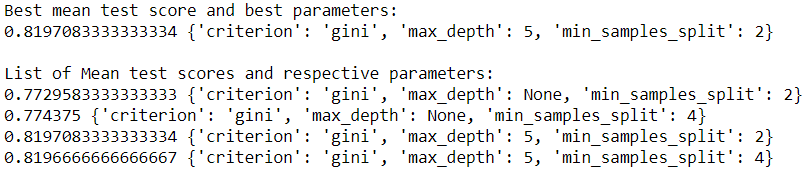 Best mean test score and best parameters:
0.8197083333333334 {'criterion': 'gini', 'max_depth': 5, 'min_samples_split': 2}
List of Mean test scores and respective parameters:
0.7729583333333333 {'criterion': 'gini', 'max_depth': None, 'min_samples_split': 2}
0.774375 {'criterion': 'gini', 'max_depth': None, 'min_samples_split': 4}
0.8197083333333334 {'criterion': 'gini', 'max_depth': 5, 'min_samples_split': 2}
0.8196666666666667 {'criterion': 'gini', 'max_depth': 5, 'min_samples_split': 4}